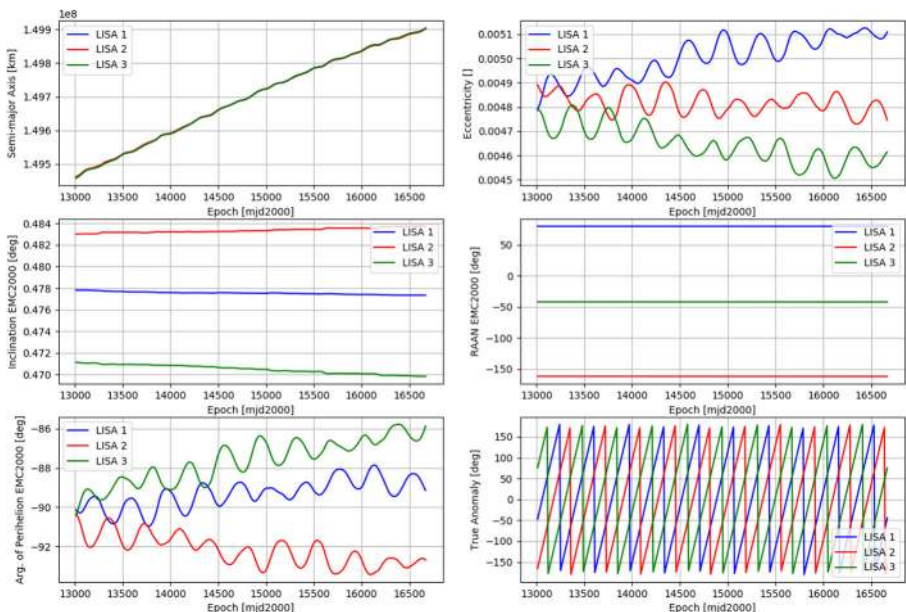 1e8
Semi-major Axis [km]
1.499
1.498
1.497
1.496
1.495
LISA 1
LISA 2
LISA 3
13000 13500 14000 14500 15000 15500 16000 16500
Epoch [mjd2000]
Eccentricity []
0.0051
0.0050
0.0049
0.0048
0.0047
0.0046
0.0045
LISA 1
LISA 2
LISA 3
13000 13500 14000 14500 15000 15500 16000 16500
Epoch [mjd2000]
Inclination EMC2000 [deg]
0.484
0.482
0.480
0.478
0.476
0.474
0.472
0.470
LISA 1
LISA 2
LISA 3
13000 13500 14000 14500 15000 15500 16000 16500
Epoch [mjd2000]
RAAN EMC2000 [deg]
50
0
−50
−100
−150
LISA 1
LISA 2
LISA 3
13000 13500 14000 14500 15000 15500 16000 16500
Epoch [mjd2000]
Arg. of Perihelion EMC2000 [deg]
−86
−88
−90
−92
LISA 1
LISA 2
LISA 3
13000 13500 14000 14500 15000 15500 16000 16500
Epoch [mjd2000]
True Anomaly [deg]
150
100
50
0
−50
−100
−150
LISA 1
LISA 2
LISA 3
13000 13500 14000 14500 15000 15500 16000 16500
Epoch [mjd2000]